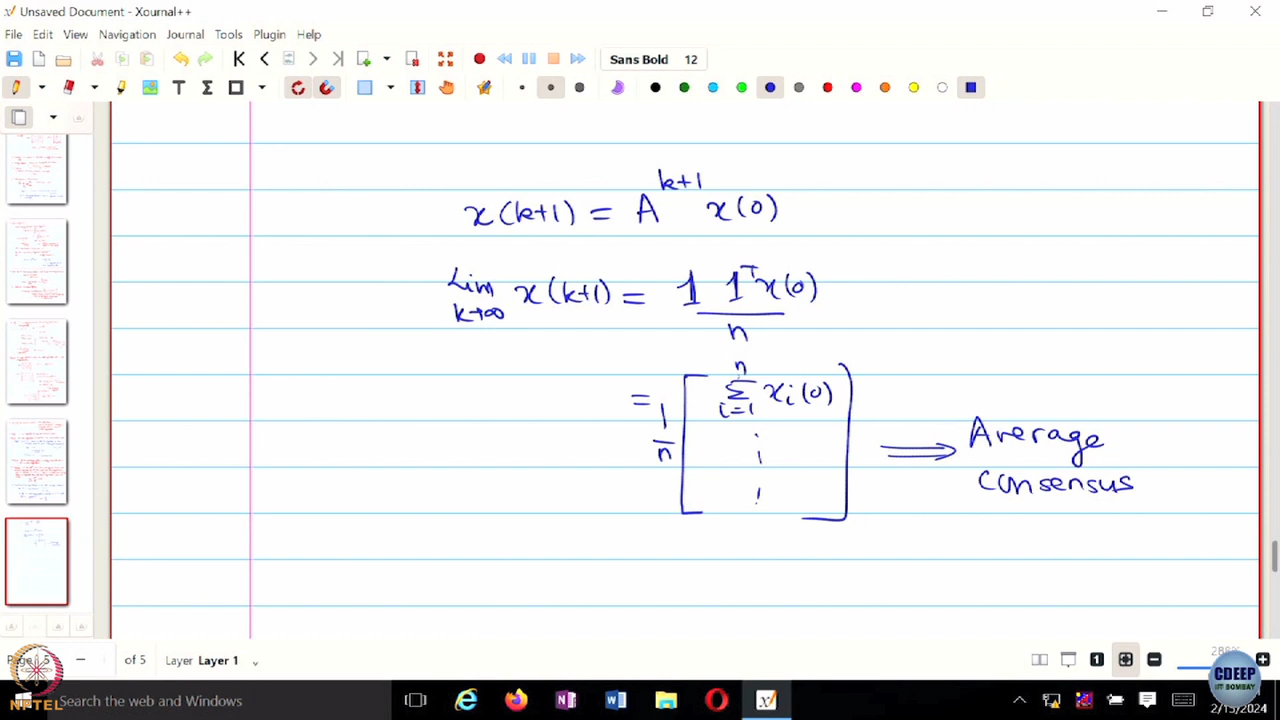 Unsaved Document - Xournal++
File Edit View Navigation Journal Tools Plugin Help
Sans Bold 12
x(k+1) = A^{k+1} x(0)
Lim_{k→∞} x(k+1) = 1 1^T x(0) / n
= 1/n [ Σ_{i=1}^{n} x_i(0) ⋮ ] ⟹ Average consensus
Page 5 of 5 Layer Layer 1 288%
NPTEL
Search the web and Windows
CDEEP
IIT BOMBAY
2/15/2024